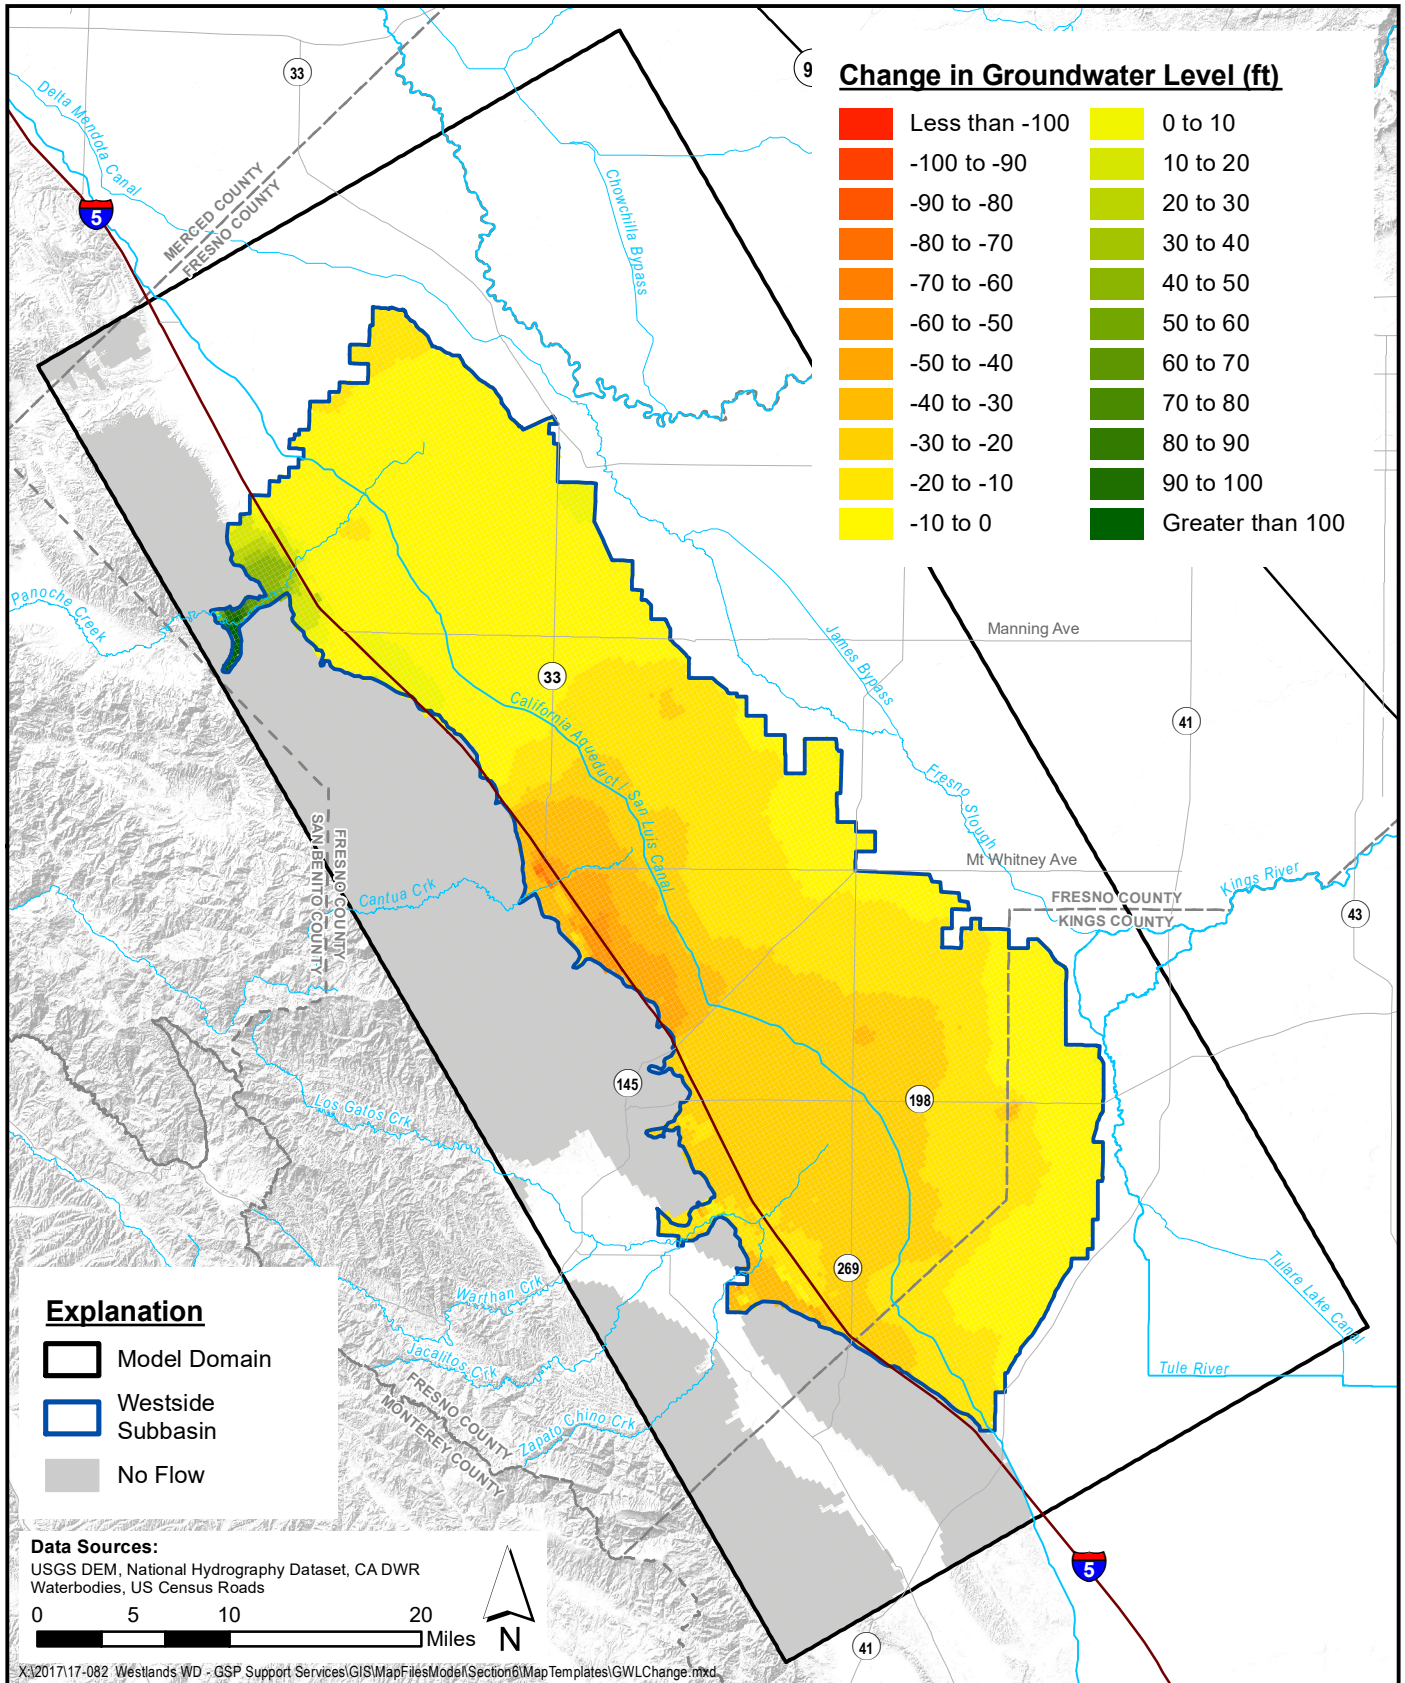 33
9
Delta Mendota Canal
MERCED COUNTY
FRESNO COUNTY
5
Chowchilla Bypass
Change in Groundwater Level (ft)
Less than -100
-100 to -90
-90 to -80
-80 to -70
-70 to -60
-60 to -50
-50 to -40
-40 to -30
-30 to -20
-20 to -10
-10 to 0
0 to 10
10 to 20
20 to 30
30 to 40
40 to 50
50 to 60
60 to 70
70 to 80
80 to 90
90 to 100
Greater than 100
Panoche Creek
Manning Ave
James Bypass
33
California Aqueduct / San Luis Canal
41
Fresno Slough
SAN BENITO COUNTY
FRESNO COUNTY
Cantua Crk
Mt Whitney Ave
Kings River
FRESNO COUNTY
KINGS COUNTY
43
145
198
Los Gatos Crk
269
Warthan Crk
Jacalitos Crk
Tulare Lake Canal
Tule River
FRESNO COUNTY
MONTEREY COUNTY
Zapato Chino Crk
Explanation
Model Domain
Westside
Subbasin
No Flow
5
41
Data Sources:
USGS DEM, National Hydrography Dataset, CA DWR
Waterbodies, US Census Roads
0 5 10 20
Miles
N
X:\2017\17-082 Westlands WD - GSP Support Services\GIS\MapFilesModel\Section6\MapTemplates\GWLChange.mxd